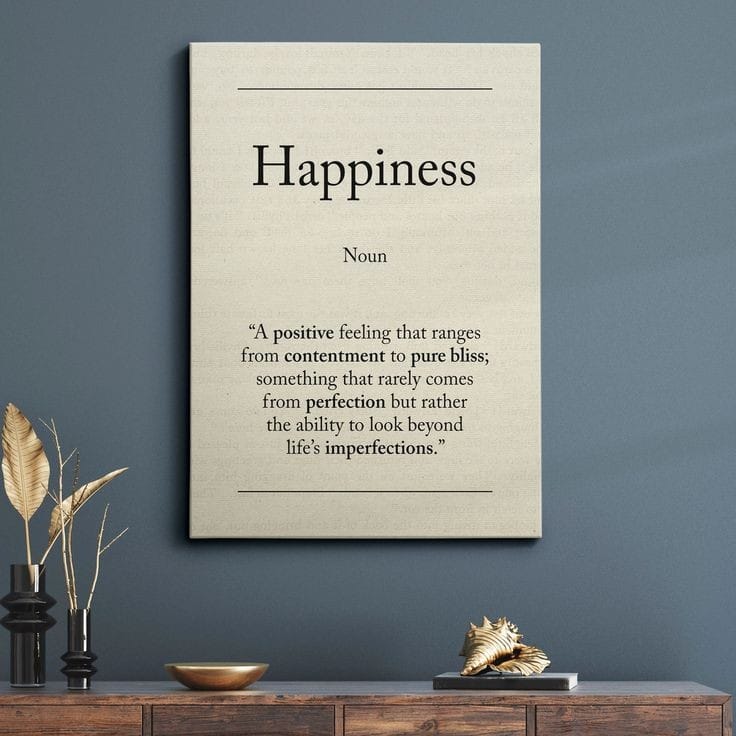 Happiness
Noun
“A positive feeling that ranges
from contentment to pure bliss;
something that rarely comes
from perfection but rather
the ability to look beyond
life’s imperfections.”